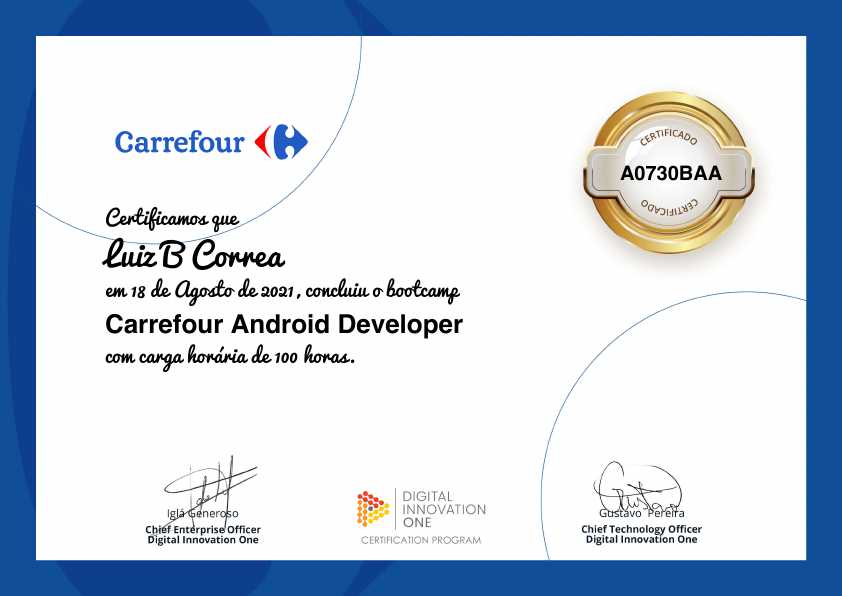 Carrefour
CERTIFICADO
A0730BAA
CERTIFICADO
Certificamos que
Luiz B Correa
em 18 de Agosto de 2021, concluiu o bootcamp
Carrefour Android Developer
com carga horária de 100 horas.
Iglá Generoso
Chief Enterprise Officer
Digital Innovation One
DIGITAL
INNOVATION
ONE
CERTIFICATION PROGRAM
Gustavo Pereira
Chief Technology Officer
Digital Innovation One